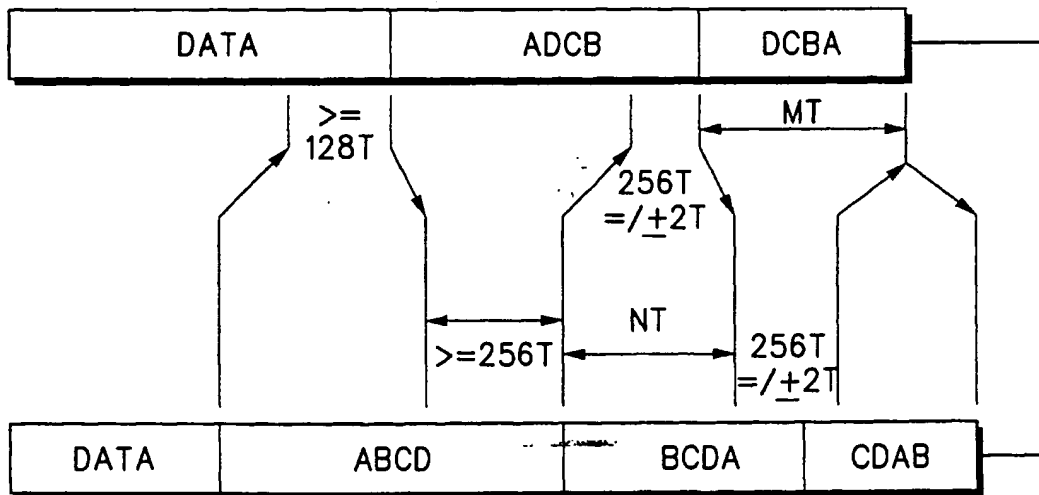 DATA ADCB DCBA
>=
128T
MT
256T
=/±2T
NT
>=256T
256T
=/±2T
DATA ABCD BCDA CDAB